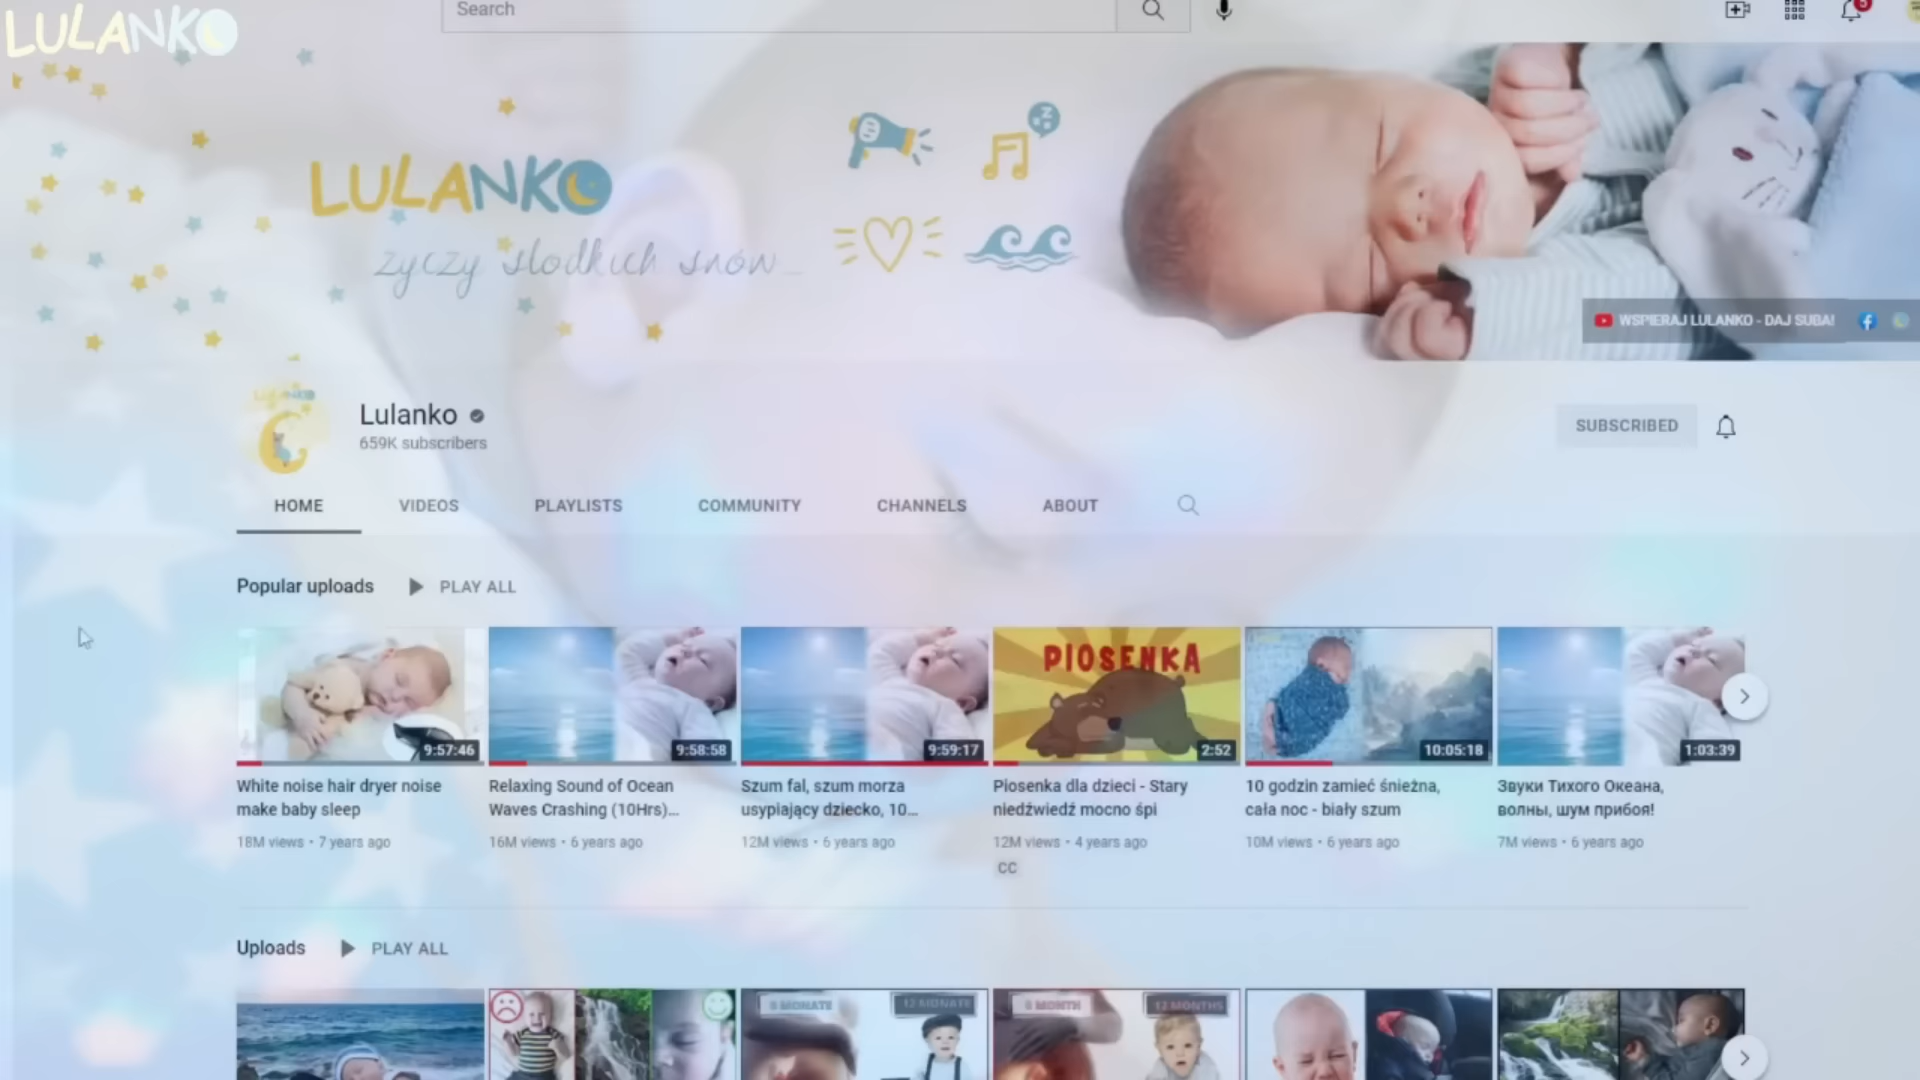 LULANKO
Search
5
LULANKO
życzy słodkich snów...
WSPIERAJ LULANKO - DAJ SUBA!
Lulanko
659K subscribers
SUBSCRIBED
HOME VIDEOS PLAYLISTS COMMUNITY CHANNELS ABOUT
Popular uploads PLAY ALL
PIOSENKA
9:57:46 9:58:58 9:59:17 2:52 10:05:18 1:03:39
White noise hair dryer noise
make baby sleep
18M views • 7 years ago
Relaxing Sound of Ocean
Waves Crashing (10Hrs)...
16M views • 6 years ago
Szum fal, szum morza
usypiający dziecko, 10...
12M views • 6 years ago
Piosenka dla dzieci - Stary
niedźwiedź mocno śpi
12M views • 4 years ago
CC
10 godzin zamieć śnieżna,
cała noc - biały szum
10M views • 6 years ago
Звуки Тихого Океана,
волны, шум прибоя!
7M views • 6 years ago
Uploads PLAY ALL
12 MONATE
12 MONTHS